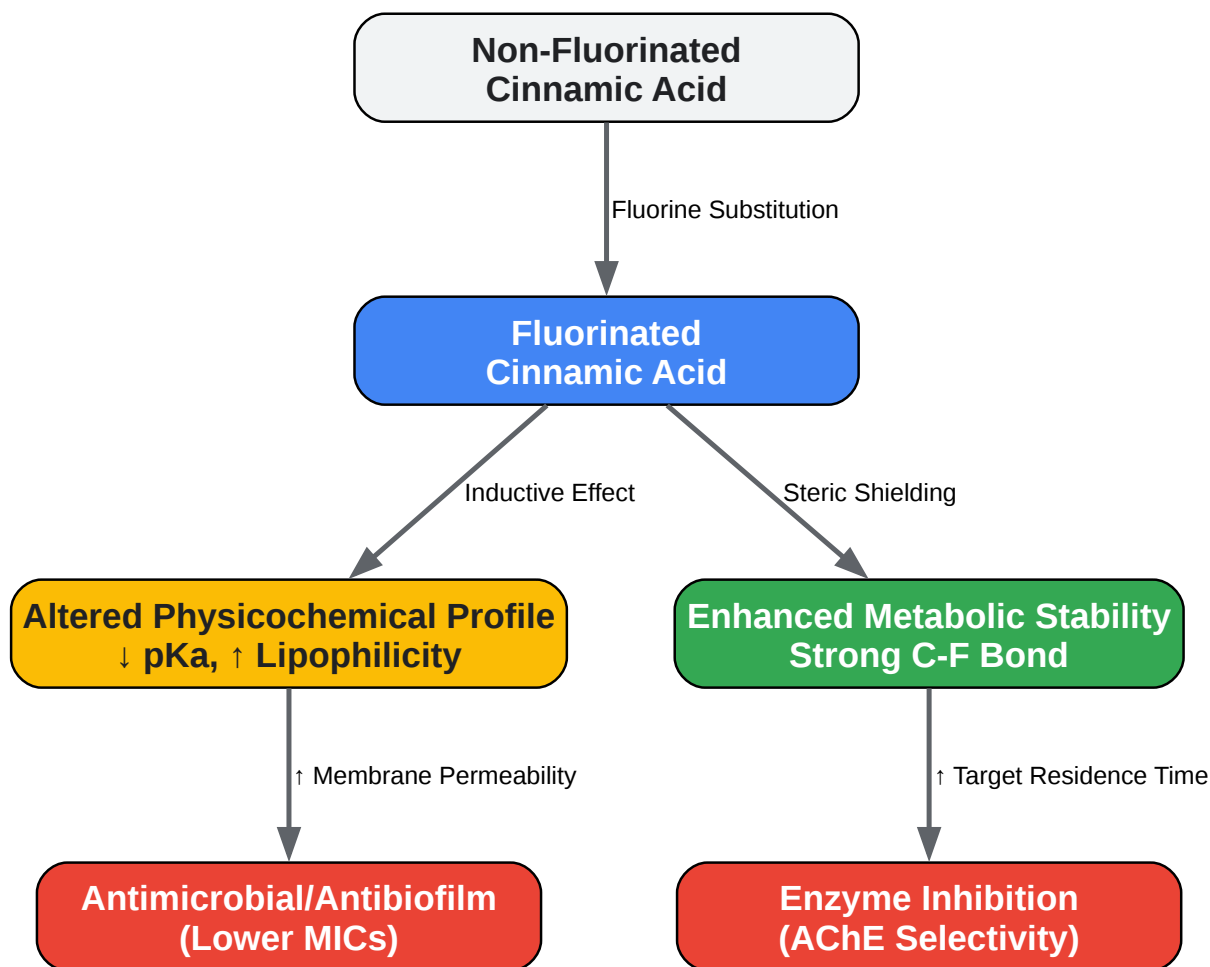 Non-Fluorinated
Cinnamic Acid
Fluorine Substitution
Fluorinated
Cinnamic Acid
Inductive Effect
Steric Shielding
Altered Physicochemical Profile
↓ pKa, ↑ Lipophilicity
Enhanced Metabolic Stability
Strong C-F Bond
↑ Membrane Permeability
↑ Target Residence Time
Antimicrobial/Antibiofilm
(Lower MICs)
Enzyme Inhibition
(AChE Selectivity)